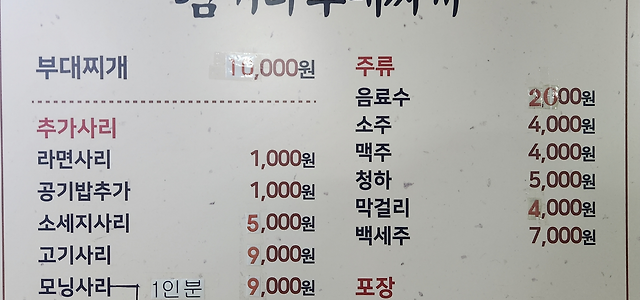 부대찌개 10,000원
추가사리
라면사리 1,000원
공기밥추가 1,000원
소세지사리 5,000원
고기사리 9,000원
모닝사리 1인분 9,000원
주류
음료수 2,000원
소주 4,000원
맥주 4,000원
청하 5,000원
막걸리 4,000원
백세주 7,000원
포장